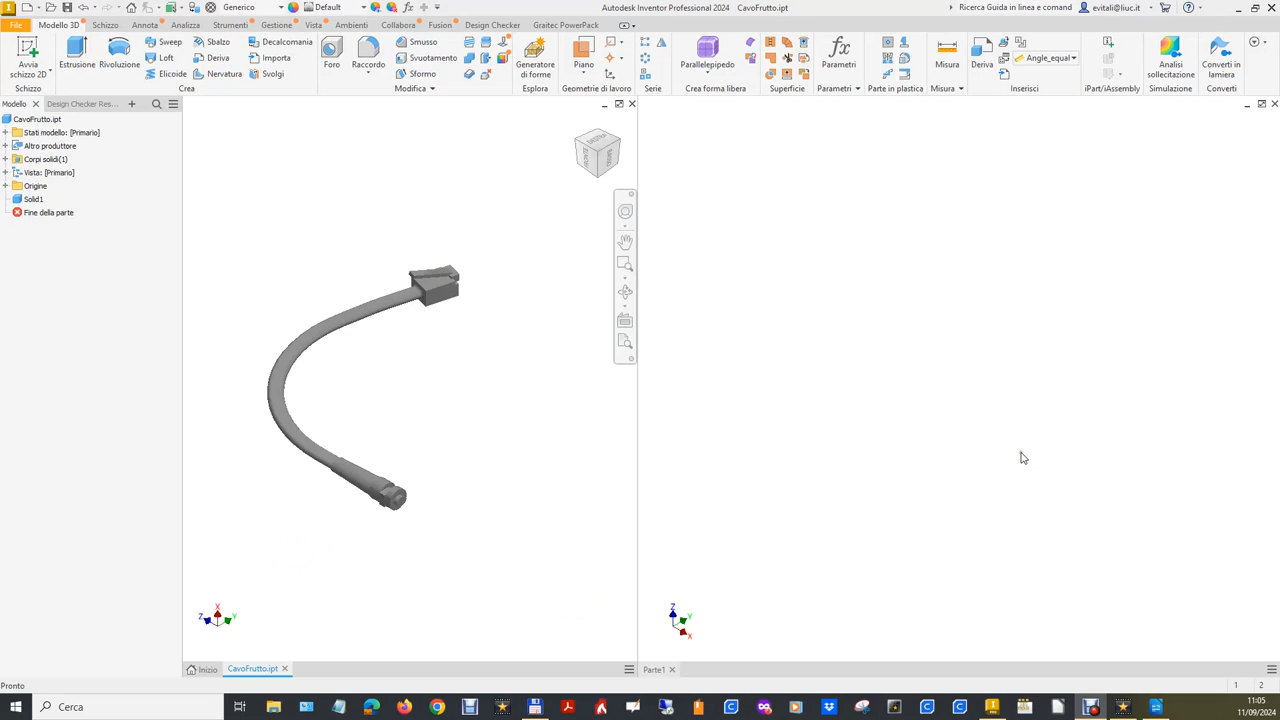 Generico Default Autodesk Inventor Professional 2024 CavoFrutto.ipt Ricerca Guida in linea e comand evitali@liuc.it
File Modello 3D Schizzo Annota Analizza Strumenti Gestione Vista Ambienti Collabora Fusion Design Checker Graitec PowerPack
Avvia schizzo 2D Estrusione Rivoluzione Sweep Loft Elicoide Sbalzo Deriva Nervatura Decalcomania Importa Svolgi Foro Raccordo Smusso Svuotamento Sformo Generatore di forme Piano Parallelepipedo Parametri Misura Deriva Angle_equal Analisi sollecitazione Converti in lamiera
Schizzo Crea Modifica Esplora Geometrie di lavoro Serie Crea forma libera Superficie Parametri Parte in plastica Misura Inserisci iPart/iAssembly Simulazione Converti
Modello Design Checker Res...
CavoFrutto.ipt
Stati modello: [Primario]
Altro produttore
Corpi solidi(1)
Vista: [Primario]
Origine
Solid1
Fine della parte
X
Z Y
Z
Y
X
Inizio CavoFrutto.ipt Parte1
Pronto 1 2
Cerca
11:05
11/09/2024